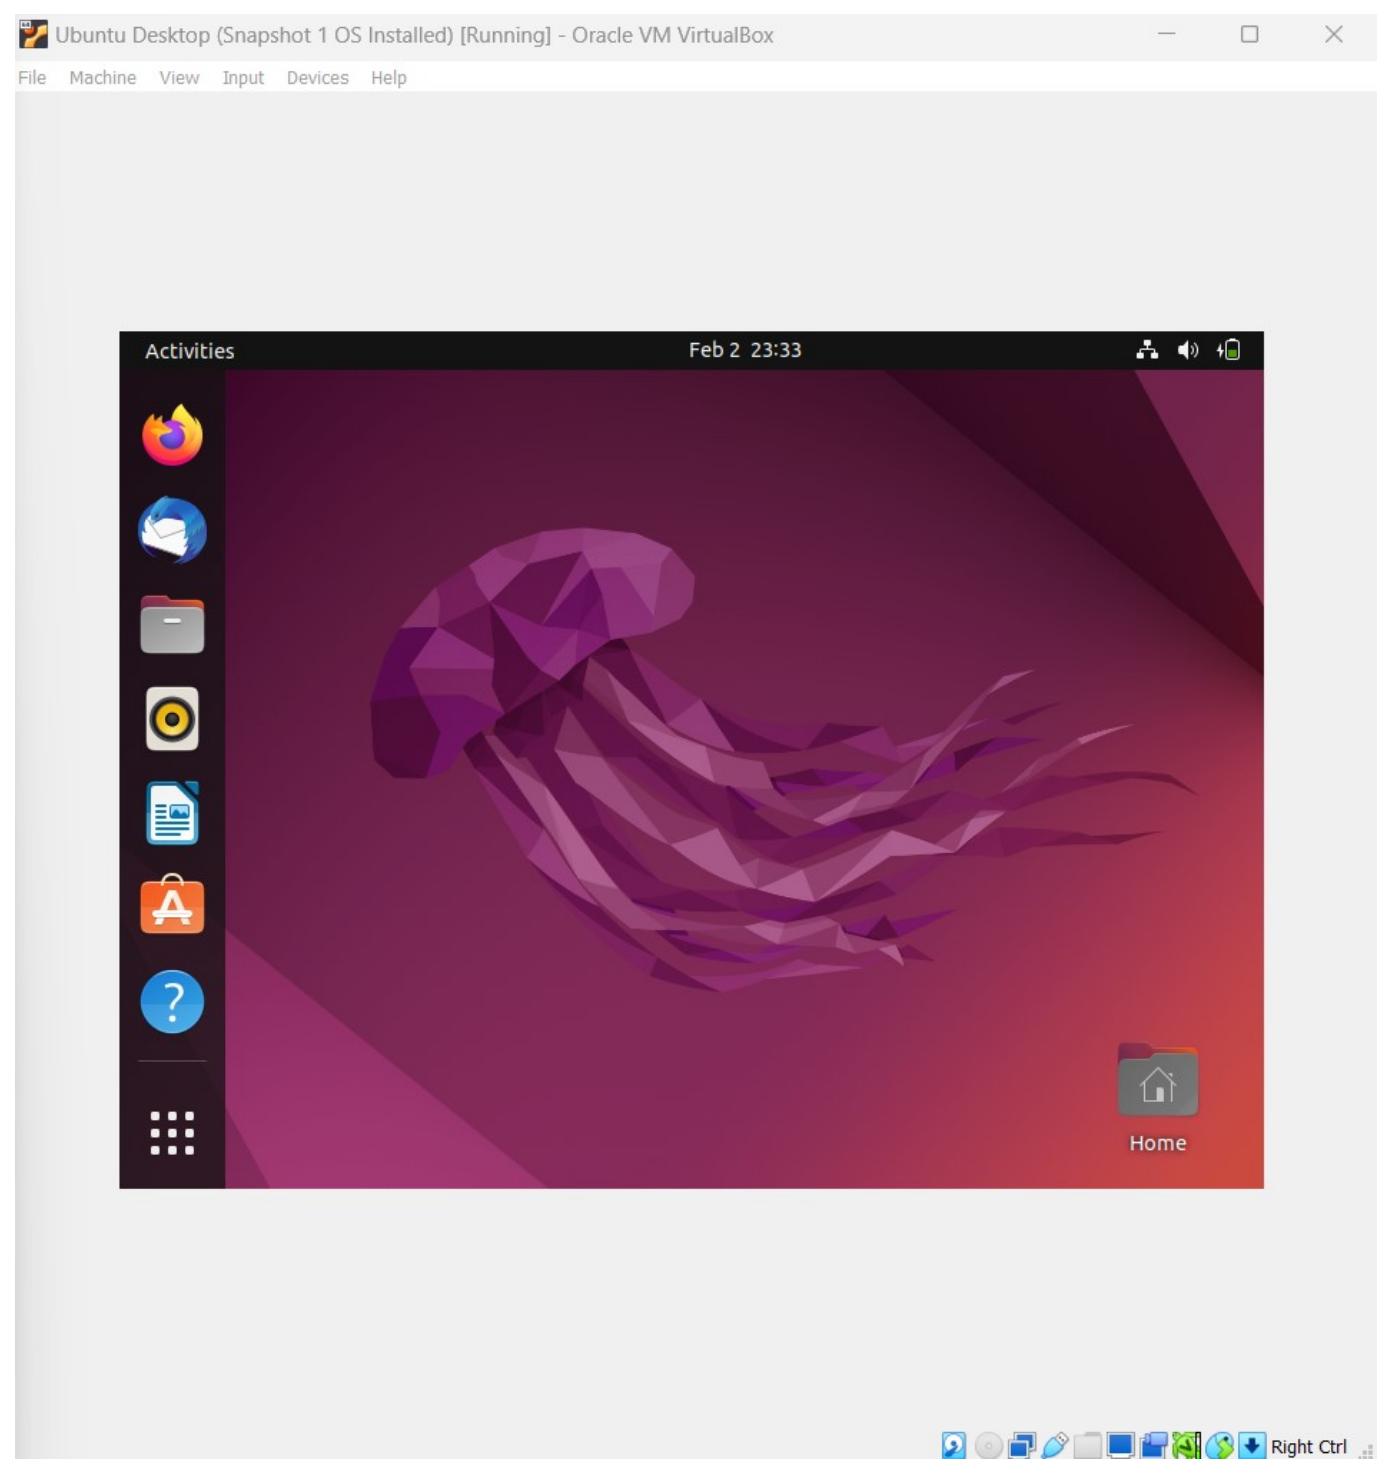 Ubuntu Desktop (Snapshot 1 OS Installed) [Running] - Oracle VM VirtualBox
File Machine View Input Devices Help
Activities Feb 2 23:33
Home
Right Ctrl